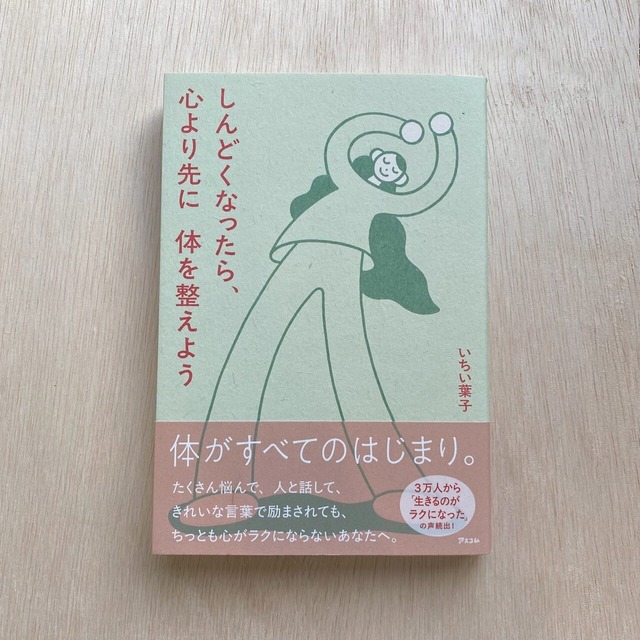 しんどくなったら、
心より先に 体を整えよう
いちい葉子
体がすべてのはじまり。
たくさん悩んで、人と話して、
きれいな言葉で励まされても、
ちっとも心がラクにならないあなたへ。
3万人から
「生きるのが
ラクになった」
の声続出!
アスコム